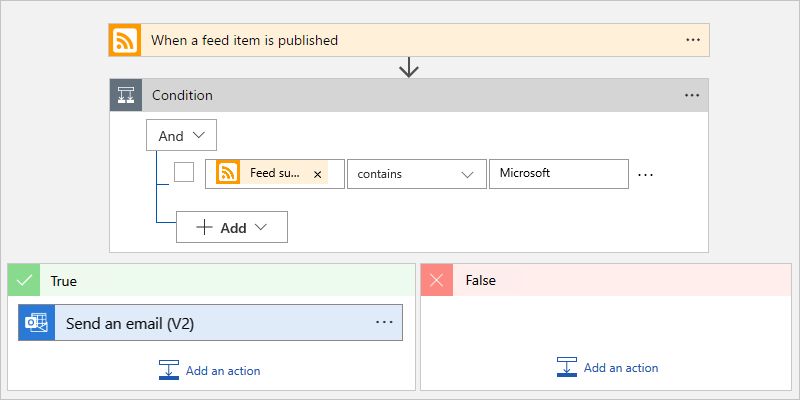 When a feed item is published
Condition
And
Feed su...
contains
Microsoft
Add
True
False
Send an email (V2)
Add an action
Add an action